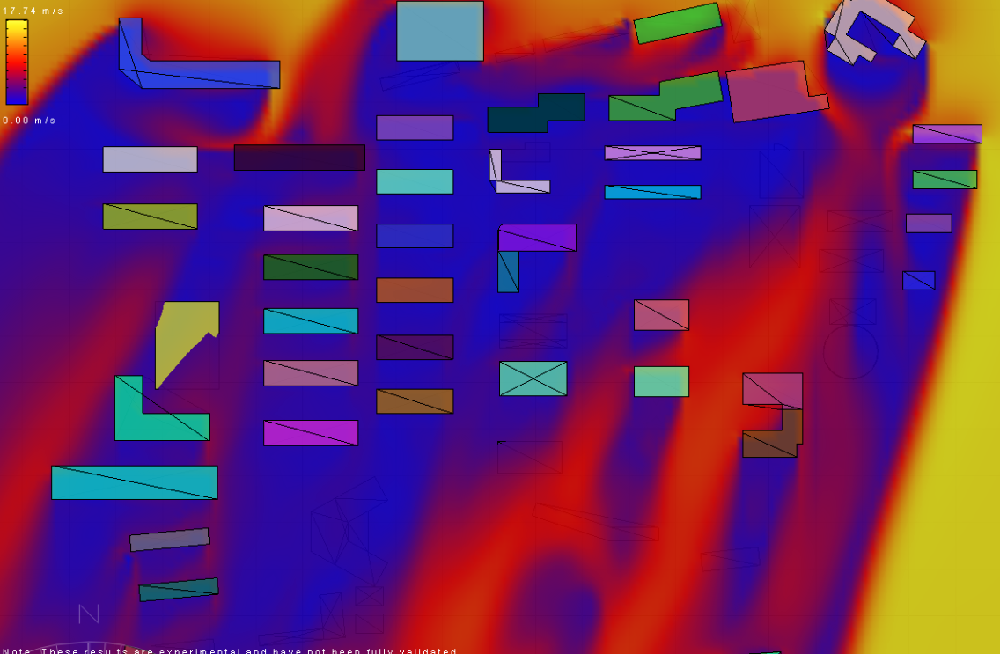 17.74 m/s
0.00 m/s
N
Note: These results are experimental and have not been fully validated